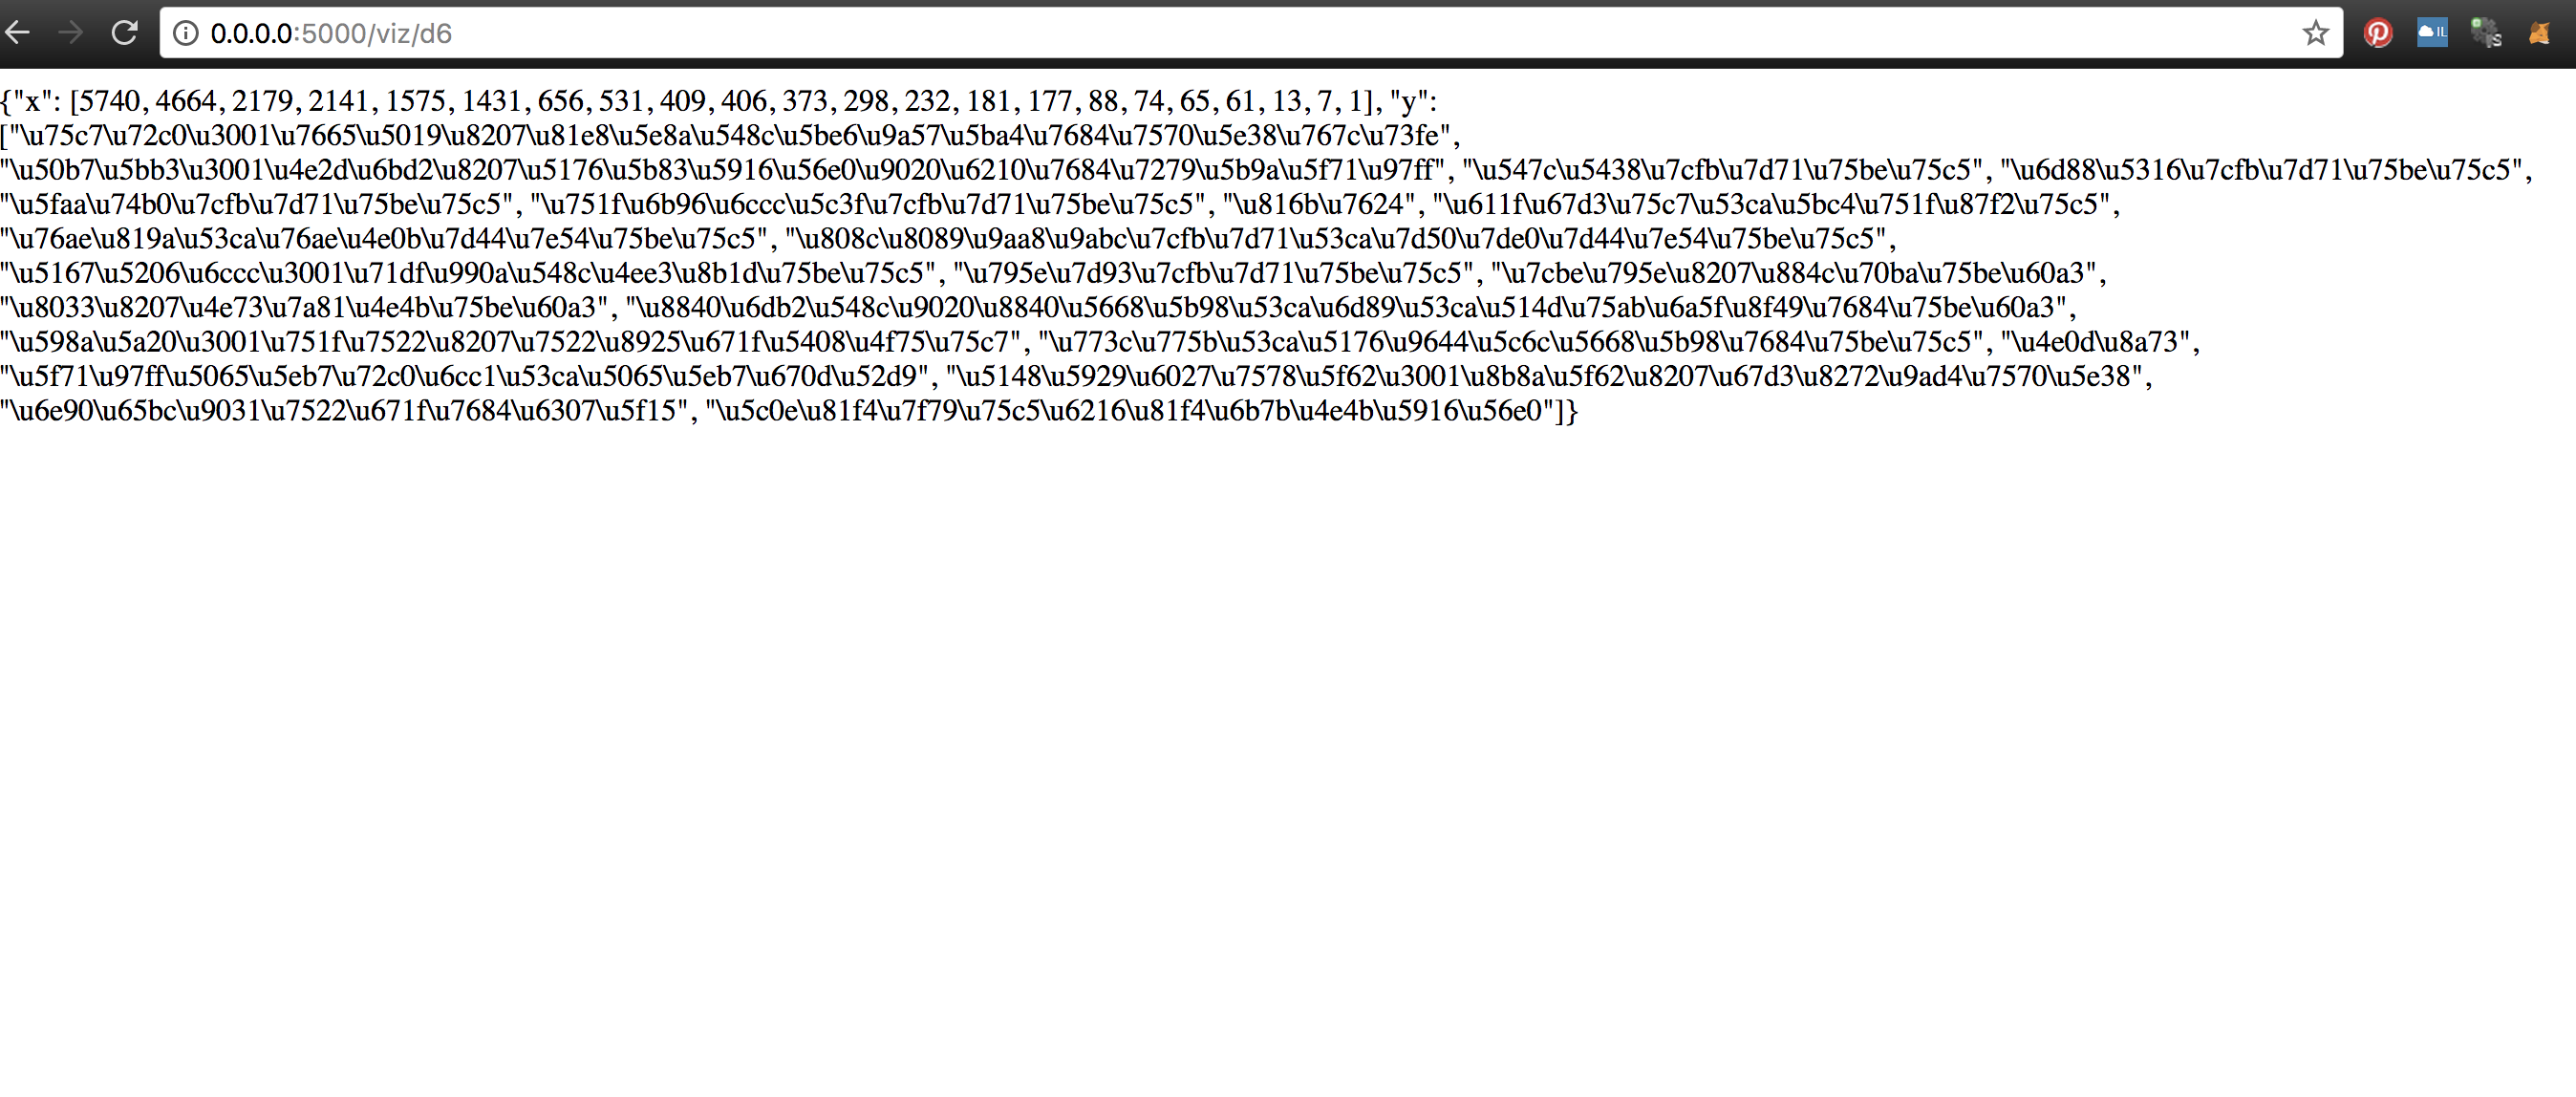 0.0.0.0:5000/viz/d6
IL
{"x": [5740, 4664, 2179, 2141, 1575, 1431, 656, 531, 409, 406, 373, 298, 232, 181, 177, 88, 74, 65, 61, 13, 7, 1], "y":
["\u75c7\u72c0\u3001\u7665\u5019\u8207\u81e8\u5e8a\u548c\u5be6\u9a57\u5ba4\u7684\u7570\u5e38\u767c\u73fe",
"\u50b7\u5bb3\u3001\u4e2d\u6bd2\u8207\u5176\u5b83\u5916\u56e0\u9020\u6210\u7684\u7279\u5b9a\u5f71\u97ff", "\u547c\u5438\u7cfb\u7d71\u75be\u75c5", "\u6d88\u5316\u7cfb\u7d71\u75be\u75c5",
"\u5faa\u74b0\u7cfb\u7d71\u75be\u75c5", "\u751f\u6b96\u6ccc\u5c3f\u7cfb\u7d71\u75be\u75c5", "\u816b\u7624", "\u611f\u67d3\u75c7\u53ca\u5bc4\u751f\u87f2\u75c5",
"\u76ae\u819a\u53ca\u76ae\u4e0b\u7d44\u7e54\u75be\u75c5", "\u808c\u8089\u9aa8\u9abc\u7cfb\u7d71\u53ca\u7d50\u7de0\u7d44\u7e54\u75be\u75c5",
"\u5167\u5206\u6ccc\u3001\u71df\u990a\u548c\u4ee3\u8b1d\u75be\u75c5", "\u795e\u7d93\u7cfb\u7d71\u75be\u75c5", "\u7cbe\u795e\u8207\u884c\u70ba\u75be\u60a3",
"\u8033\u8207\u4e73\u7a81\u4e4b\u75be\u60a3", "\u8840\u6db2\u548c\u9020\u8840\u5668\u5b98\u53ca\u6d89\u53ca\u514d\u75ab\u6a5f\u8f49\u7684\u75be\u60a3",
"\u598a\u5a20\u3001\u751f\u7522\u8207\u7522\u8925\u671f\u5408\u4f75\u75c7", "\u773c\u775b\u53ca\u5176\u9644\u5c6c\u5668\u5b98\u7684\u75be\u75c5", "\u4e0d\u8a73",
"\u5f71\u97ff\u5065\u5eb7\u72c0\u6cc1\u53ca\u5065\u5eb7\u670d\u52d9", "\u5148\u5929\u6027\u7578\u5f62\u3001\u8b8a\u5f62\u8207\u67d3\u8272\u9ad4\u7570\u5e38",
"\u6e90\u65bc\u9031\u7522\u671f\u7684\u6307\u5f15", "\u5c0e\u81f4\u7f79\u75c5\u6216\u81f4\u6b7b\u4e4b\u5916\u56e0"]}